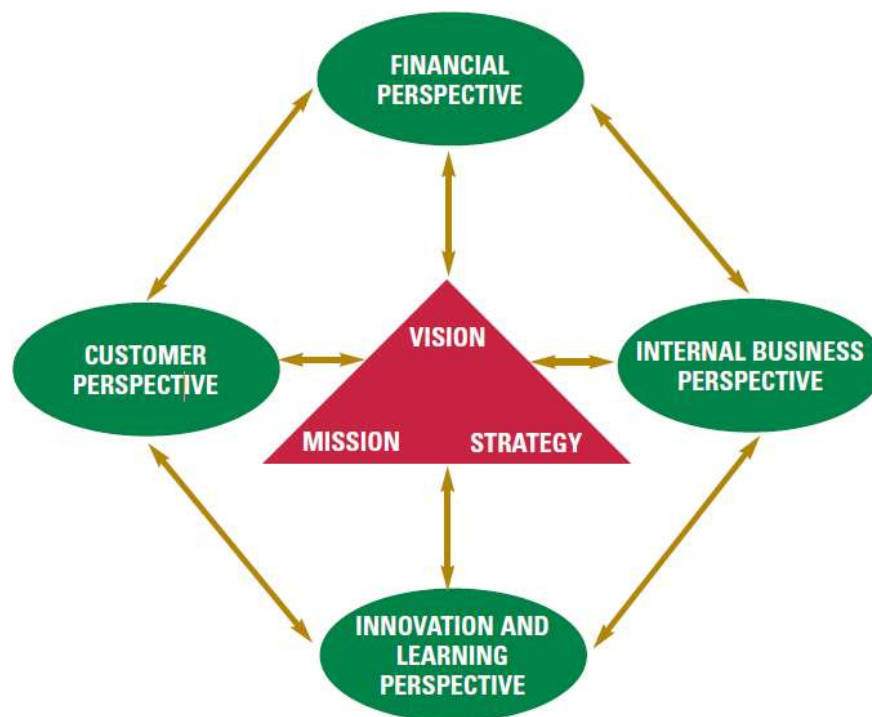 FINANCIAL
PERSPECTIVE
CUSTOMER
PERSPECTIVE
VISION
MISSION STRATEGY
INTERNAL BUSINESS
PERSPECTIVE
INNOVATION AND
LEARNING
PERSPECTIVE